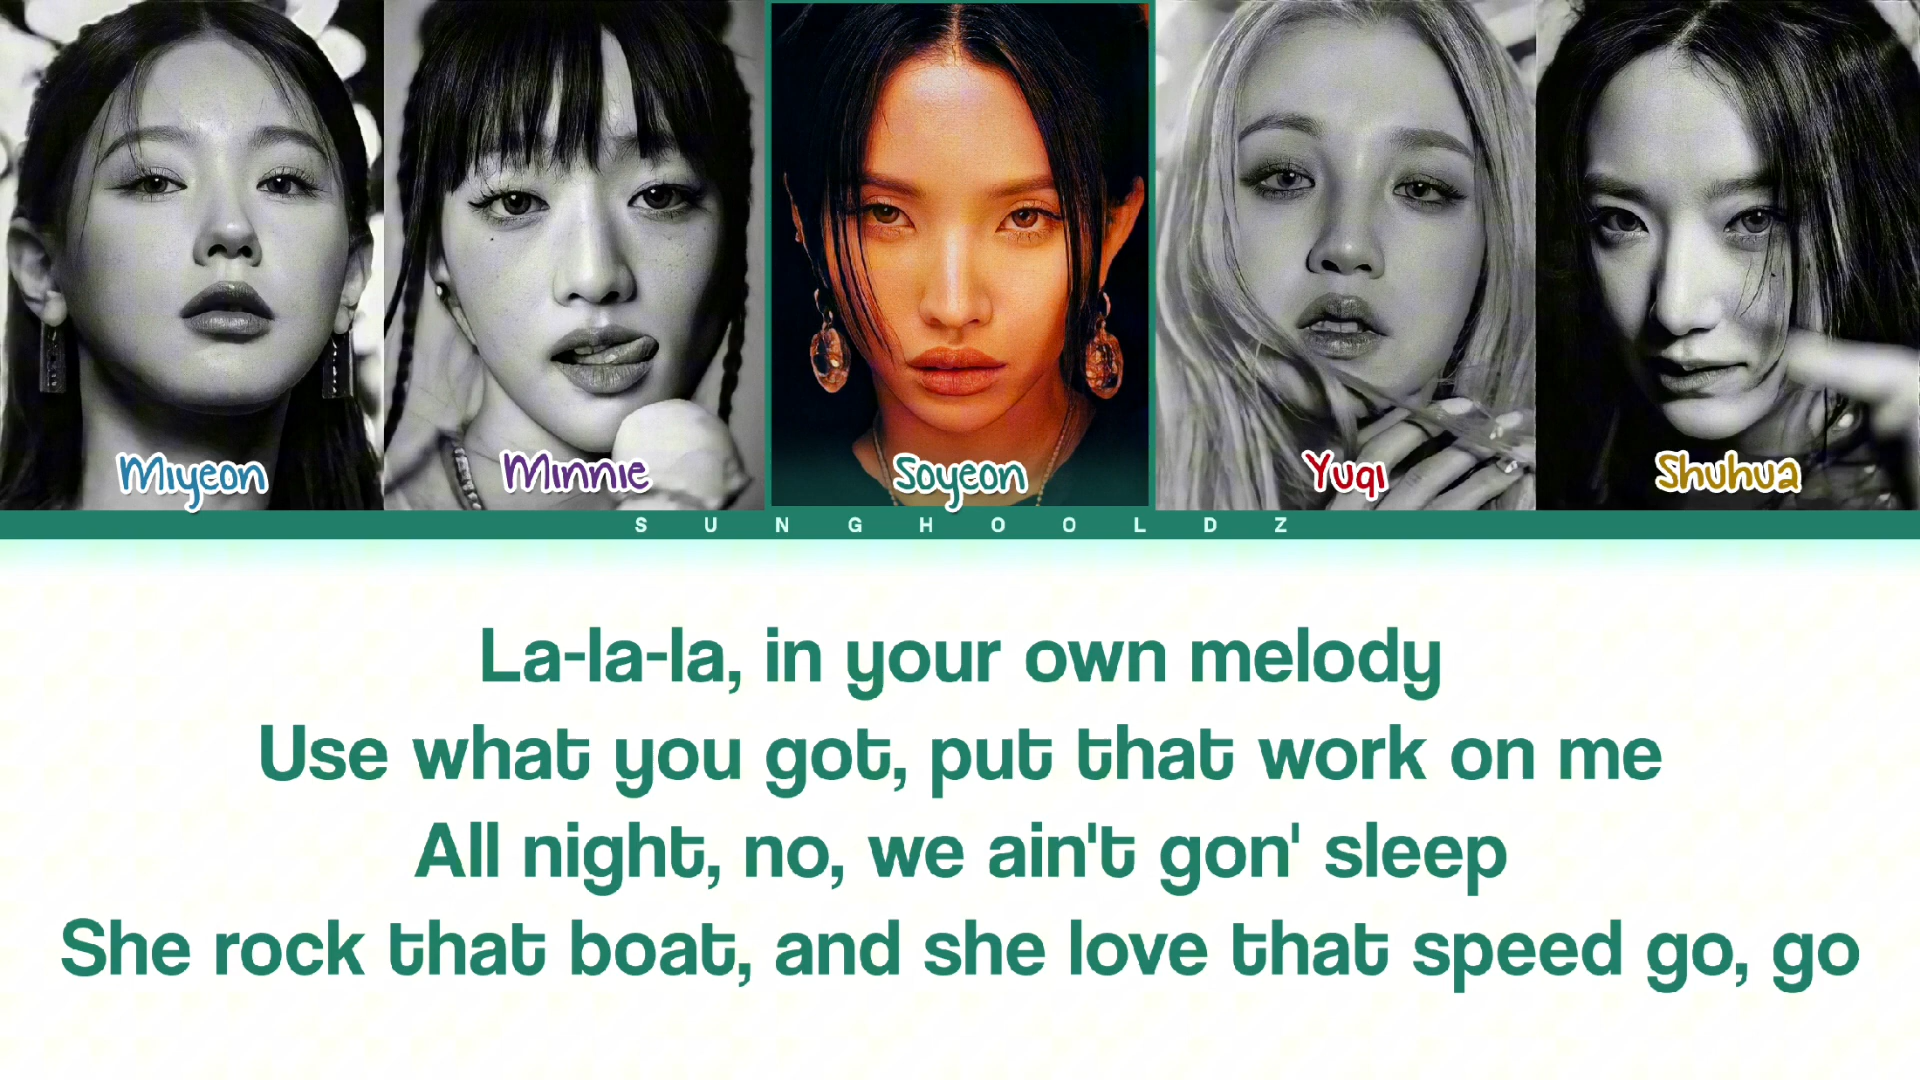 Miyeon
Minnie
Soyeon
Yuqi
Shuhua
SUNGHOOLDZ
La-la-la, in your own melody
Use what you got, put that work on me
All night, no, we ain't gon' sleep
She rock that boat, and she love that speed go, go